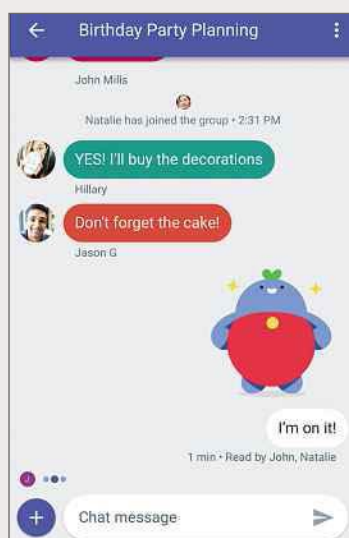 Birthday Party Planning
John Mills
Natalie has joined the group • 2:31 PM
YES! I'll buy the decorations
Hillary
Don't forget the cake!
Jason G
I'm on it!
1 min • Read by John, Natalie
J
Chat message